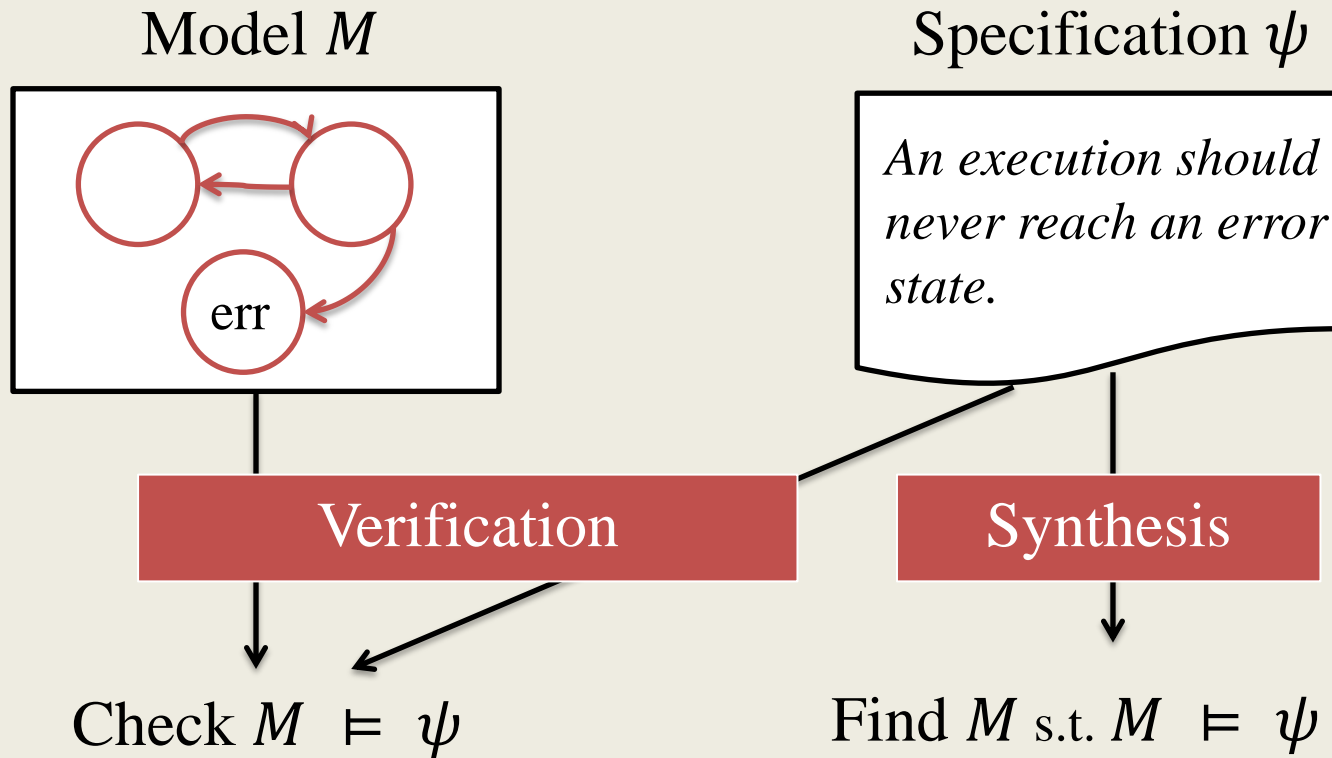 Model M
Specification ψ
An execution should
never reach an error
state.
err
Verification
Synthesis
Check M ⊨ ψ
Find M s.t. M ⊨ ψ